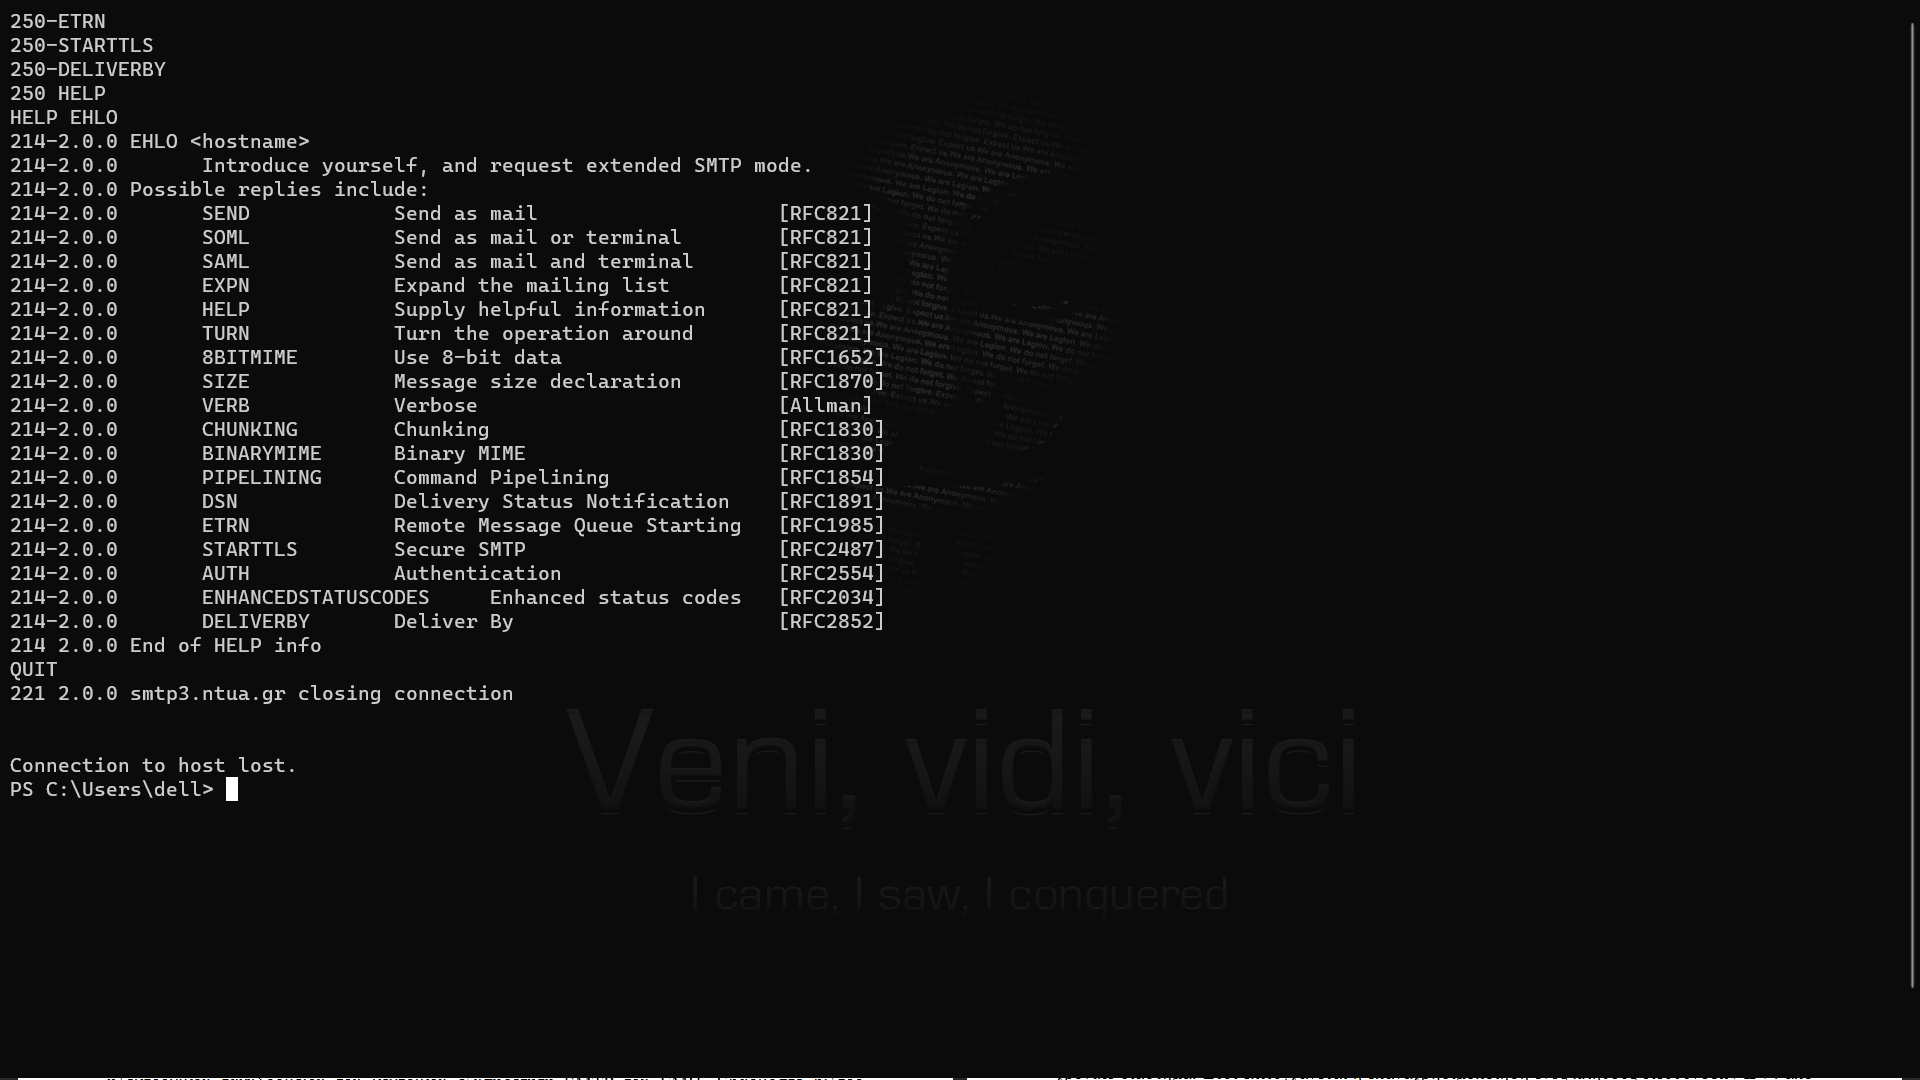 250-ETRN
250-STARTTLS
250-DELIVERBY
250 HELP
HELP EHLO
214-2.0.0 EHLO <hostname>
214-2.0.0       Introduce yourself, and request extended SMTP mode.
214-2.0.0 Possible replies include:
214-2.0.0       SEND            Send as mail                    [RFC821]
214-2.0.0       SOML            Send as mail or terminal        [RFC821]
214-2.0.0       SAML            Send as mail and terminal       [RFC821]
214-2.0.0       EXPN            Expand the mailing list         [RFC821]
214-2.0.0       HELP            Supply helpful information      [RFC821]
214-2.0.0       TURN            Turn the operation around       [RFC821]
214-2.0.0       8BITMIME        Use 8-bit data                  [RFC1652]
214-2.0.0       SIZE            Message size declaration        [RFC1870]
214-2.0.0       VERB            Verbose                         [Allman]
214-2.0.0       CHUNKING        Chunking                        [RFC1830]
214-2.0.0       BINARYMIME      Binary MIME                     [RFC1830]
214-2.0.0       PIPELINING      Command Pipelining              [RFC1854]
214-2.0.0       DSN             Delivery Status Notification    [RFC1891]
214-2.0.0       ETRN            Remote Message Queue Starting   [RFC1985]
214-2.0.0       STARTTLS        Secure SMTP                     [RFC2487]
214-2.0.0       AUTH            Authentication                  [RFC2554]
214-2.0.0       ENHANCEDSTATUSCODES     Enhanced status codes   [RFC2034]
214-2.0.0       DELIVERBY       Deliver By                      [RFC2852]
214 2.0.0 End of HELP info
QUIT
221 2.0.0 smtp3.ntua.gr closing connection
Connection to host lost.
PS C:\Users\dell>
Veni, vidi, vici
I came, I saw, I conquered